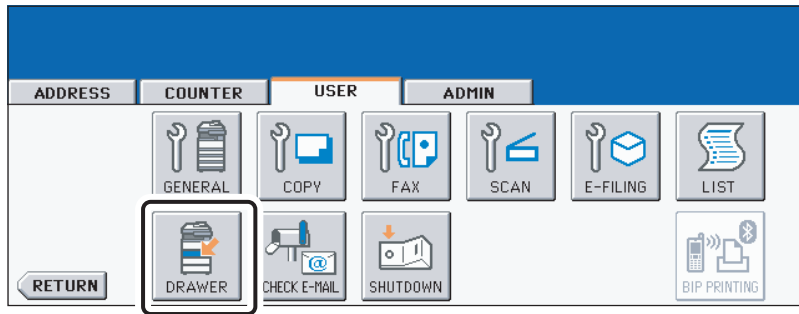 ADDRESS COUNTER USER ADMIN
GENERAL COPY FAX SCAN E-FILING LIST
DRAWER CHECK E-MAIL SHUTDOWN BIP PRINTING
RETURN